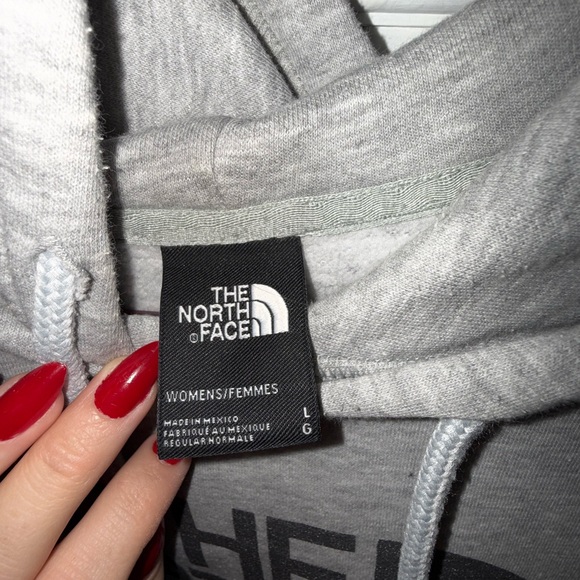 THE
NORTH
FACE
WOMENS/FEMMES
MADE IN MEXICO
FABRIQUÉ AU MEXIQUE
REGULAR NORMALE
L
G